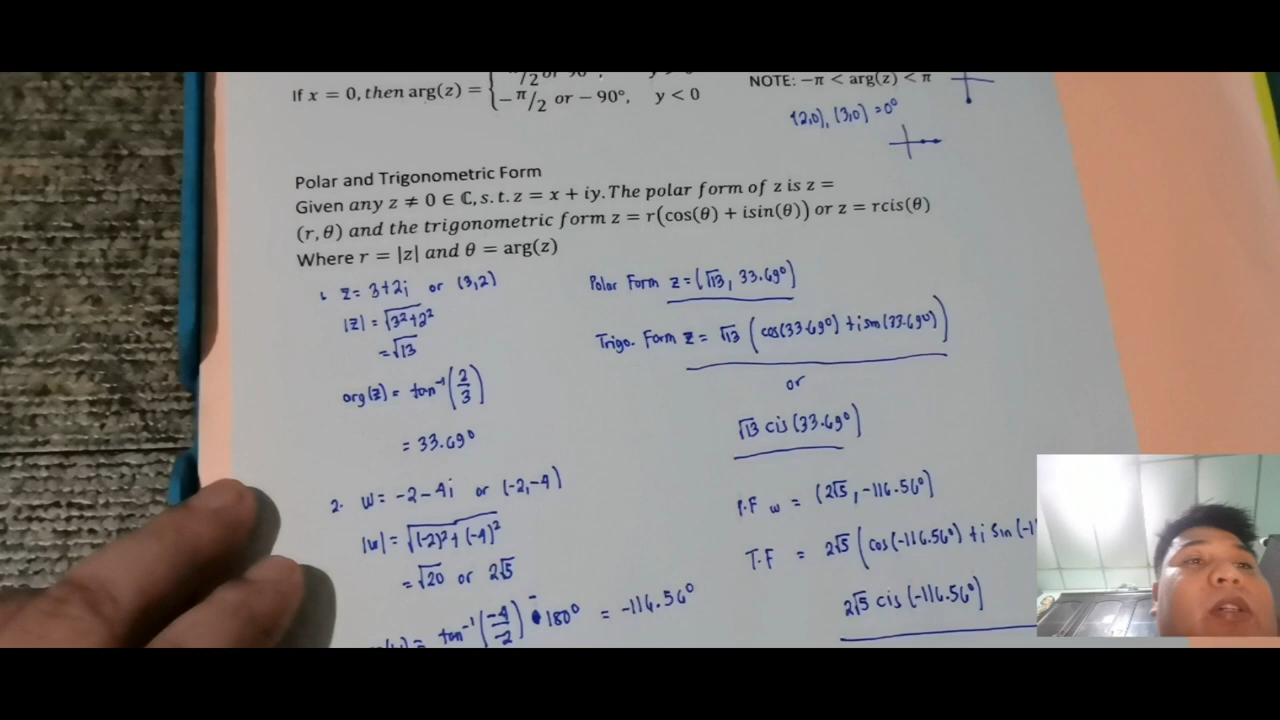 If x = 0, then arg(z) = { π/2 or 90°, y > 0
−π/2 or − 90°, y < 0
NOTE: −π < arg(z) < π
(2,0), (3,0) = 0°
Polar and Trigonometric Form
Given any z ≠ 0 ∈ ℂ, s.t. z = x + iy. The polar form of z is z =
(r, θ) and the trigonometric form z = r(cos(θ) + isin(θ)) or z = rcis(θ)
Where r = |z| and θ = arg(z)
1. z = 3+2i or (3,2)
|z| = √3²+2²
= √13
arg(z) = tan⁻¹(2/3)
= 33.69°
Polar Form z = (√13, 33.69°)
Trigo. Form z = √13 (cos(33.69°) + i sin(33.69°))
or
√13 cis (33.69°)
2. w = -2-4i or (-2,-4)
|w| = √(-2)²+(-4)²
= √20 or 2√5
tan⁻¹(-4/-2) - 180° = -116.56°
P.F w = (2√5, -116.56°)
T.F = 2√5 (cos(-116.56°) + i Sin (-11
2√5 cis (-116.56°)